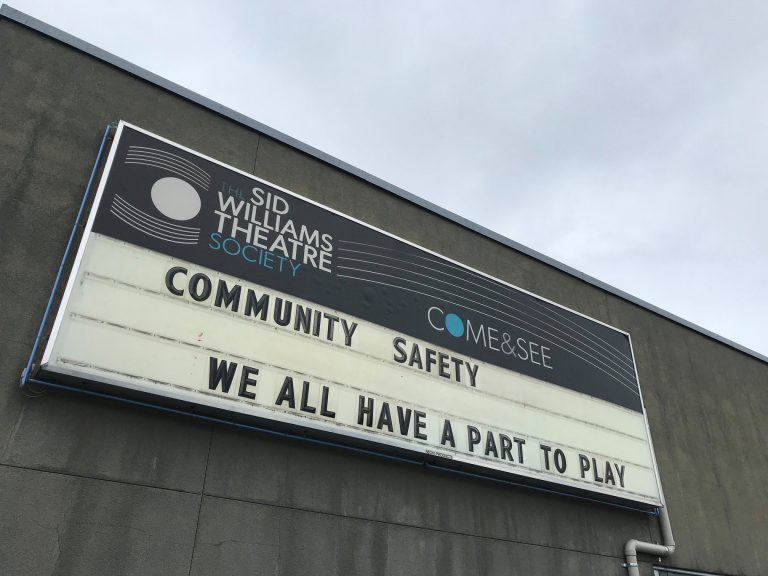 THE SID
WILLIAMS
THEATRE
SOCIETY
COME&SEE
COMMUNITY SAFETY
WE ALL HAVE A PART TO PLAY